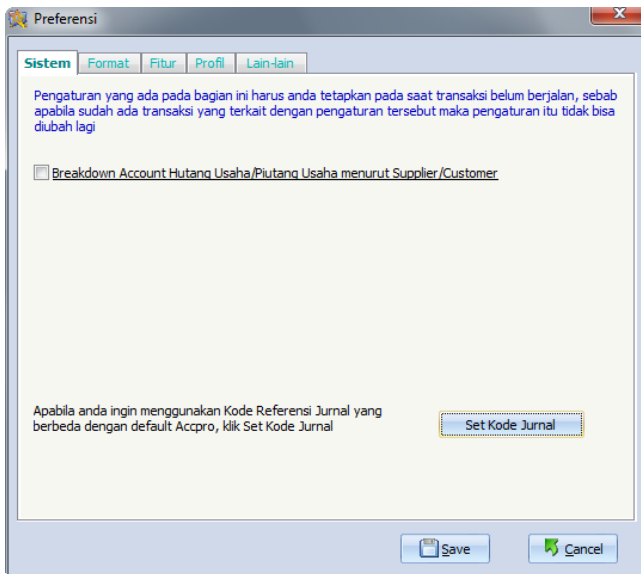 Preferensi
Sistem Format Fitur Profil Lain-lain
Pengaturan yang ada pada bagian ini harus anda tetapkan pada saat transaksi belum berjalan, sebab
apabila sudah ada transaksi yang terkait dengan pengaturan tersebut maka pengaturan itu tidak bisa
diubah lagi
Breakdown Account Hutang Usaha/Piutang Usaha menurut Supplier/Customer
Apabila anda ingin menggunakan Kode Referensi Jurnal yang
berbeda dengan default Accpro, klik Set Kode Jurnal
Set Kode Jurnal
Save Cancel